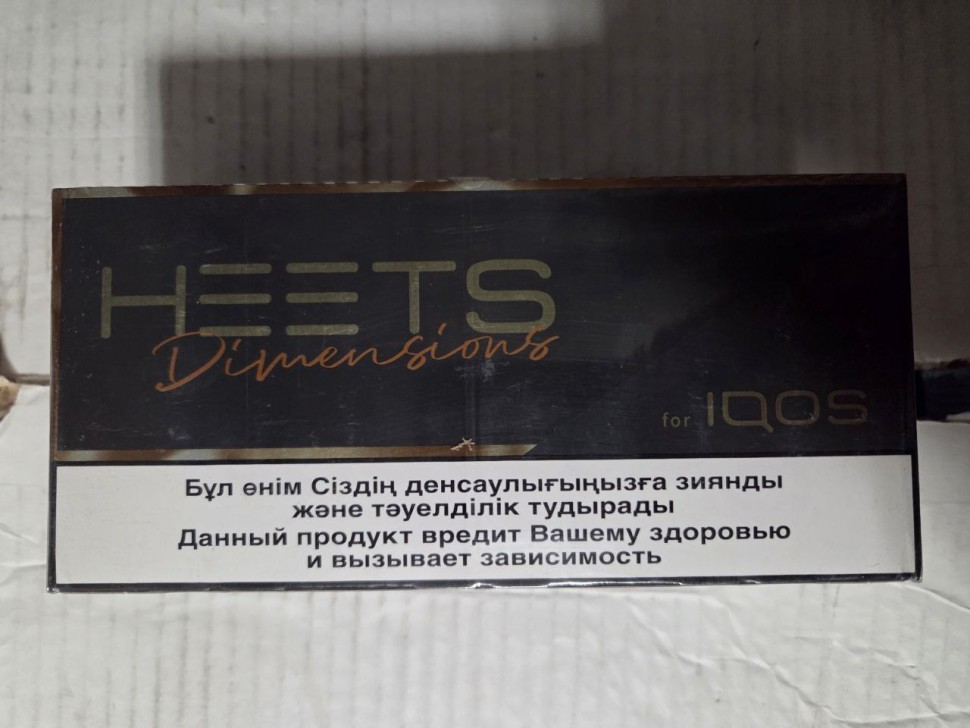 HEETS
Dimensions
for IQOS
Бұл өнім Сіздің денсаулығыңызға зиянды
және тәуелділік тудырады
Данный продукт вредит Вашему здоровью
и вызывает зависимость